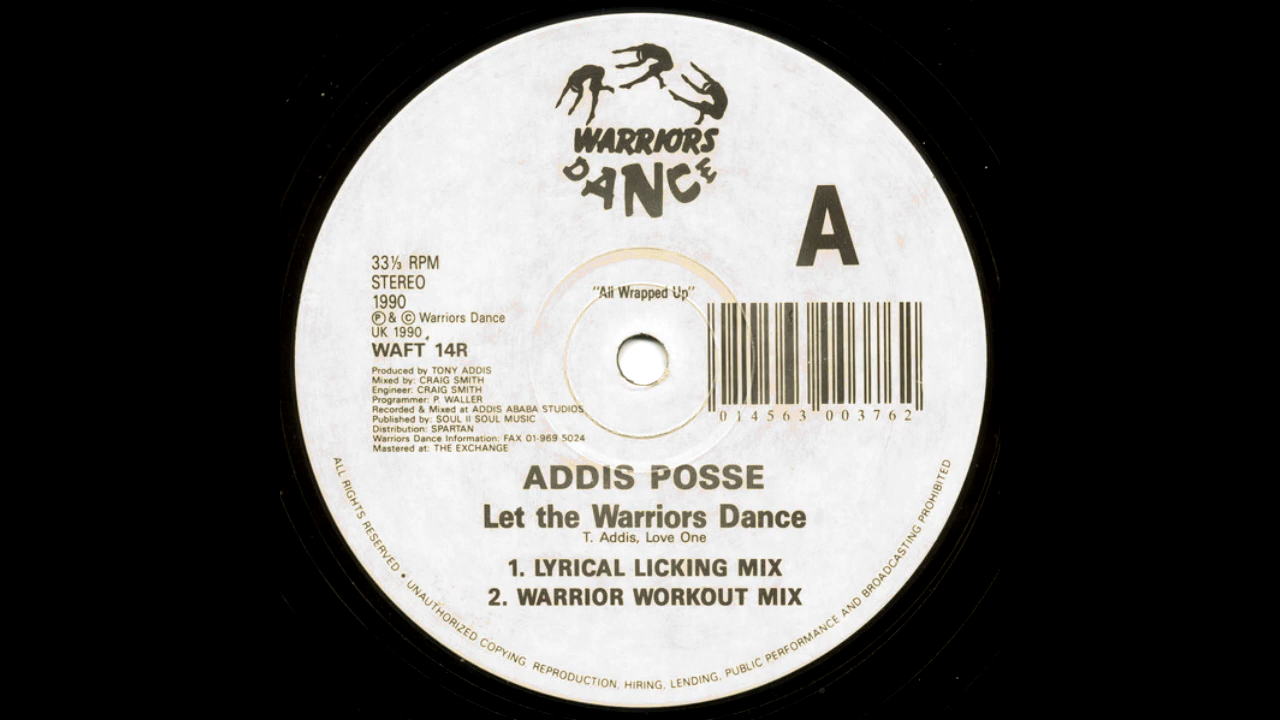 WARRIORS
DANCE
A
33⅓ RPM
STEREO
1990
Ⓟ & © Warriors Dance
UK 1990
WAFT 14R
Produced by TONY ADDIS
Mixed by: CRAIG SMITH
Engineer: CRAIG SMITH
Programmer: P. WALLER
Recorded & Mixed at ADDIS ABABA STUDIOS
Published by: SOUL II SOUL MUSIC
Distribution: SPARTAN
Warriors Dance Information: FAX 01-969 5024
Mastered at: THE EXCHANGE
"All Wrapped Up"
014563 003762
ADDIS POSSE
Let the Warriors Dance
T. Addis, Love One
1. LYRICAL LICKING MIX
2. WARRIOR WORKOUT MIX
ALL RIGHTS RESERVED • UNAUTHORIZED COPYING, REPRODUCTION, HIRING, LENDING, PUBLIC PERFORMANCE AND BROADCASTING PROHIBITED